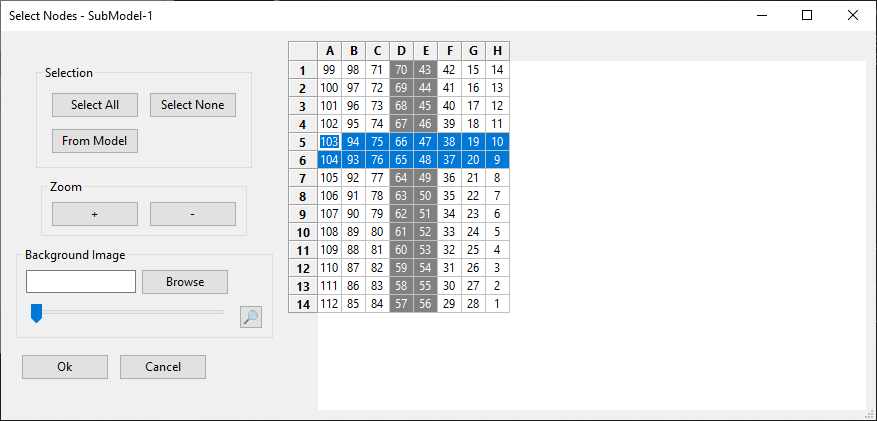 Select Nodes - SubModel-1
Selection
Select All Select None
From Model
Zoom
+ -
Background Image
Browse
Ok Cancel
A B C D E F G H
1 99 98 71 70 43 42 15 14
2 100 97 72 69 44 41 16 13
3 101 96 73 68 45 40 17 12
4 102 95 74 67 46 39 18 11
5 103 94 75 66 47 38 19 10
6 104 93 76 65 48 37 20 9
7 105 92 77 64 49 36 21 8
8 106 91 78 63 50 35 22 7
9 107 90 79 62 51 34 23 6
10 108 89 80 61 52 33 24 5
11 109 88 81 60 53 32 25 4
12 110 87 82 59 54 31 26 3
13 111 86 83 58 55 30 27 2
14 112 85 84 57 56 29 28 1